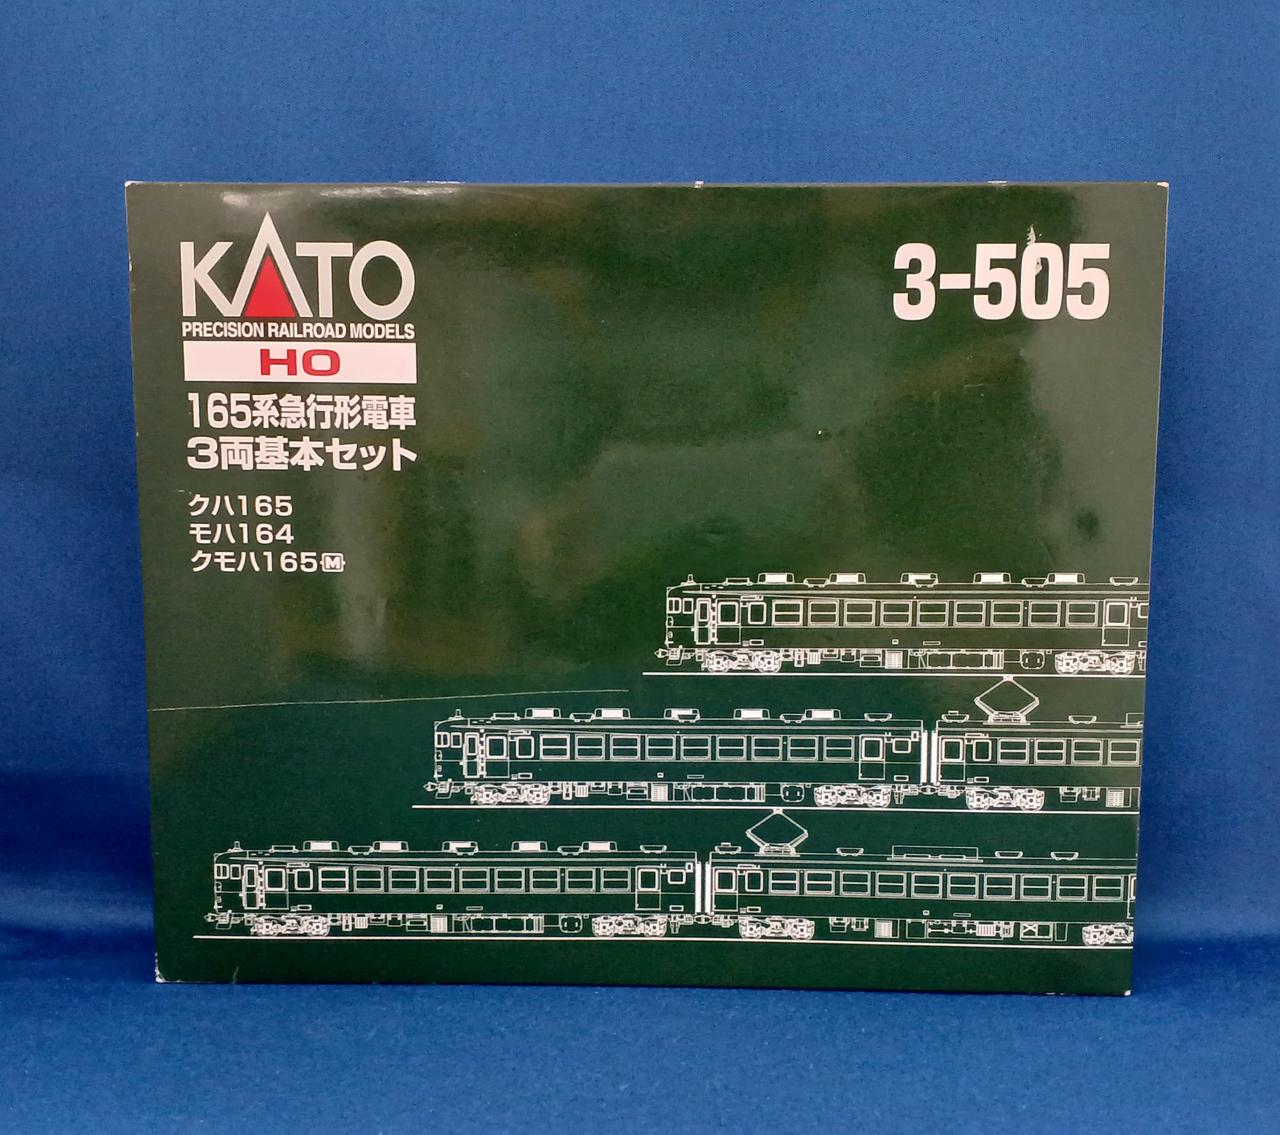 KATO
3-505
PRECISION RAILROAD MODELS
HO
165系急行形電車
3両基本セット
クハ165
モハ164
クモハ165 M